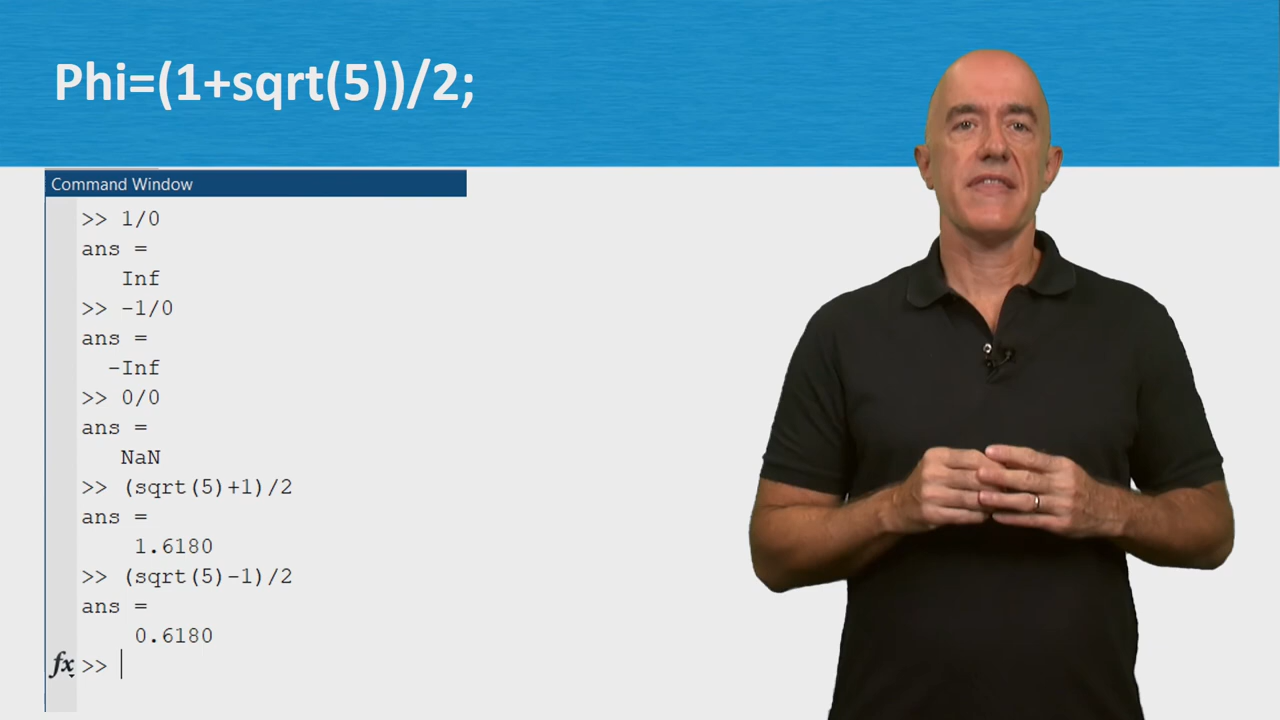 Phi=(1+sqrt(5))/2;
Command Window
>> 1/0
ans =
Inf
>> -1/0
ans =
-Inf
>> 0/0
ans =
NaN
>> (sqrt(5)+1)/2
ans =
1.6180
>> (sqrt(5)-1)/2
ans =
0.6180
fx >>